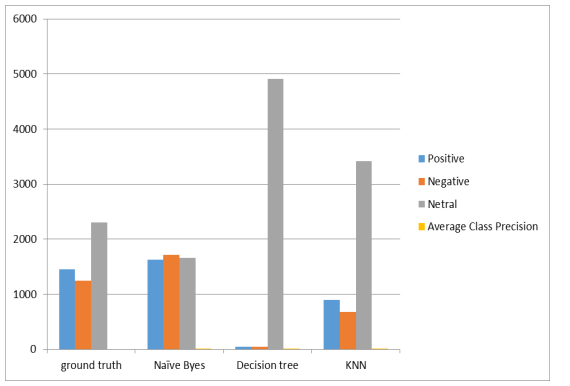 6000
5000
4000
3000
2000
1000
0
ground truth
Naïve Byes
Decision tree
KNN
Positive
Negative
Netral
Average Class Precision